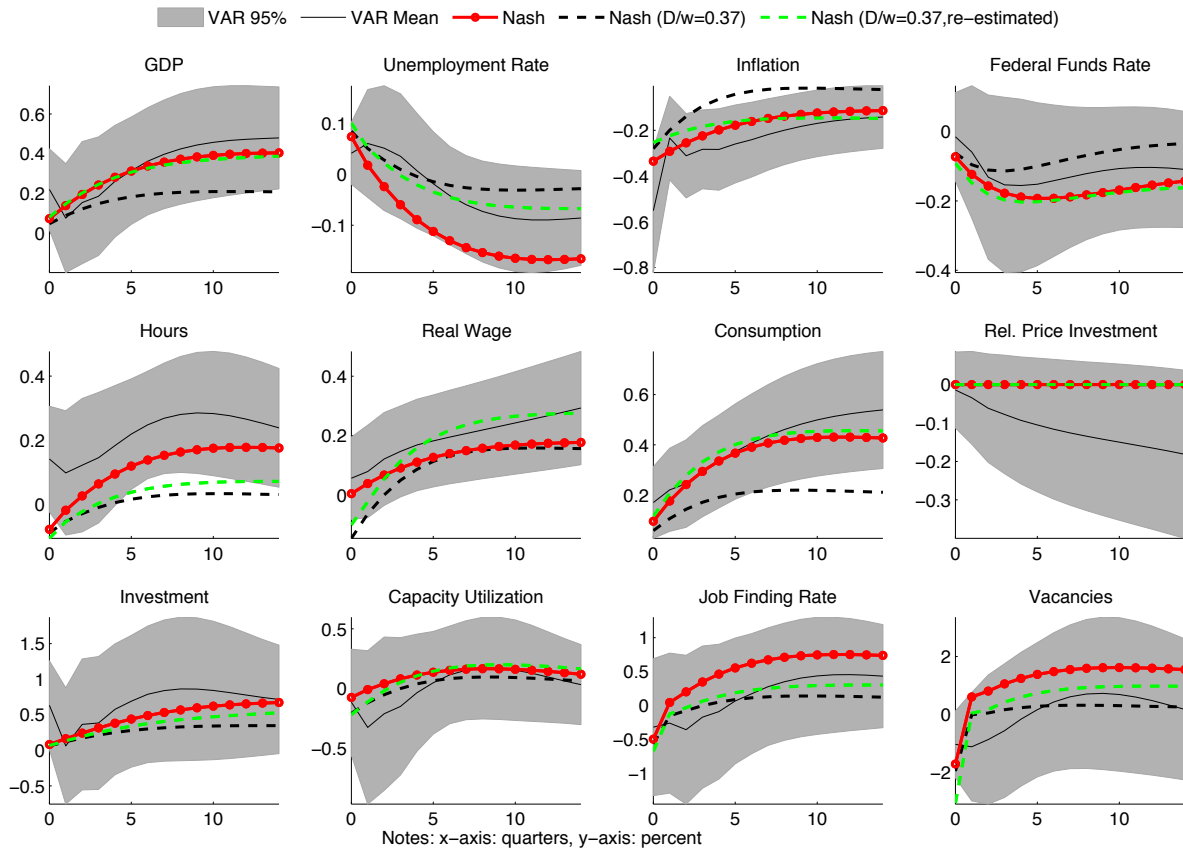 VAR 95% VAR Mean Nash Nash (D/w=0.37) Nash (D/w=0.37,re−estimated)
GDP
0.6
0.4
0.2
0
0 5 10
Unemployment Rate
0.1
0
−0.1
0 5 10
Inflation
−0.2
−0.4
−0.6
−0.8
0 5 10
Federal Funds Rate
0
−0.2
−0.4
0 5 10
Hours
0.4
0.2
0
0 5 10
Real Wage
0.4
0.2
0
0 5 10
Consumption
0.6
0.4
0.2
0 5 10
Rel. Price Investment
0
−0.1
−0.2
−0.3
0 5 10
Investment
1.5
1
0.5
0
−0.5
0 5 10
Capacity Utilization
0.5
0
−0.5
0 5 10
Job Finding Rate
1
0.5
0
−0.5
−1
0 5 10
Vacancies
2
0
−2
0 5 10
Notes: x−axis: quarters, y−axis: percent